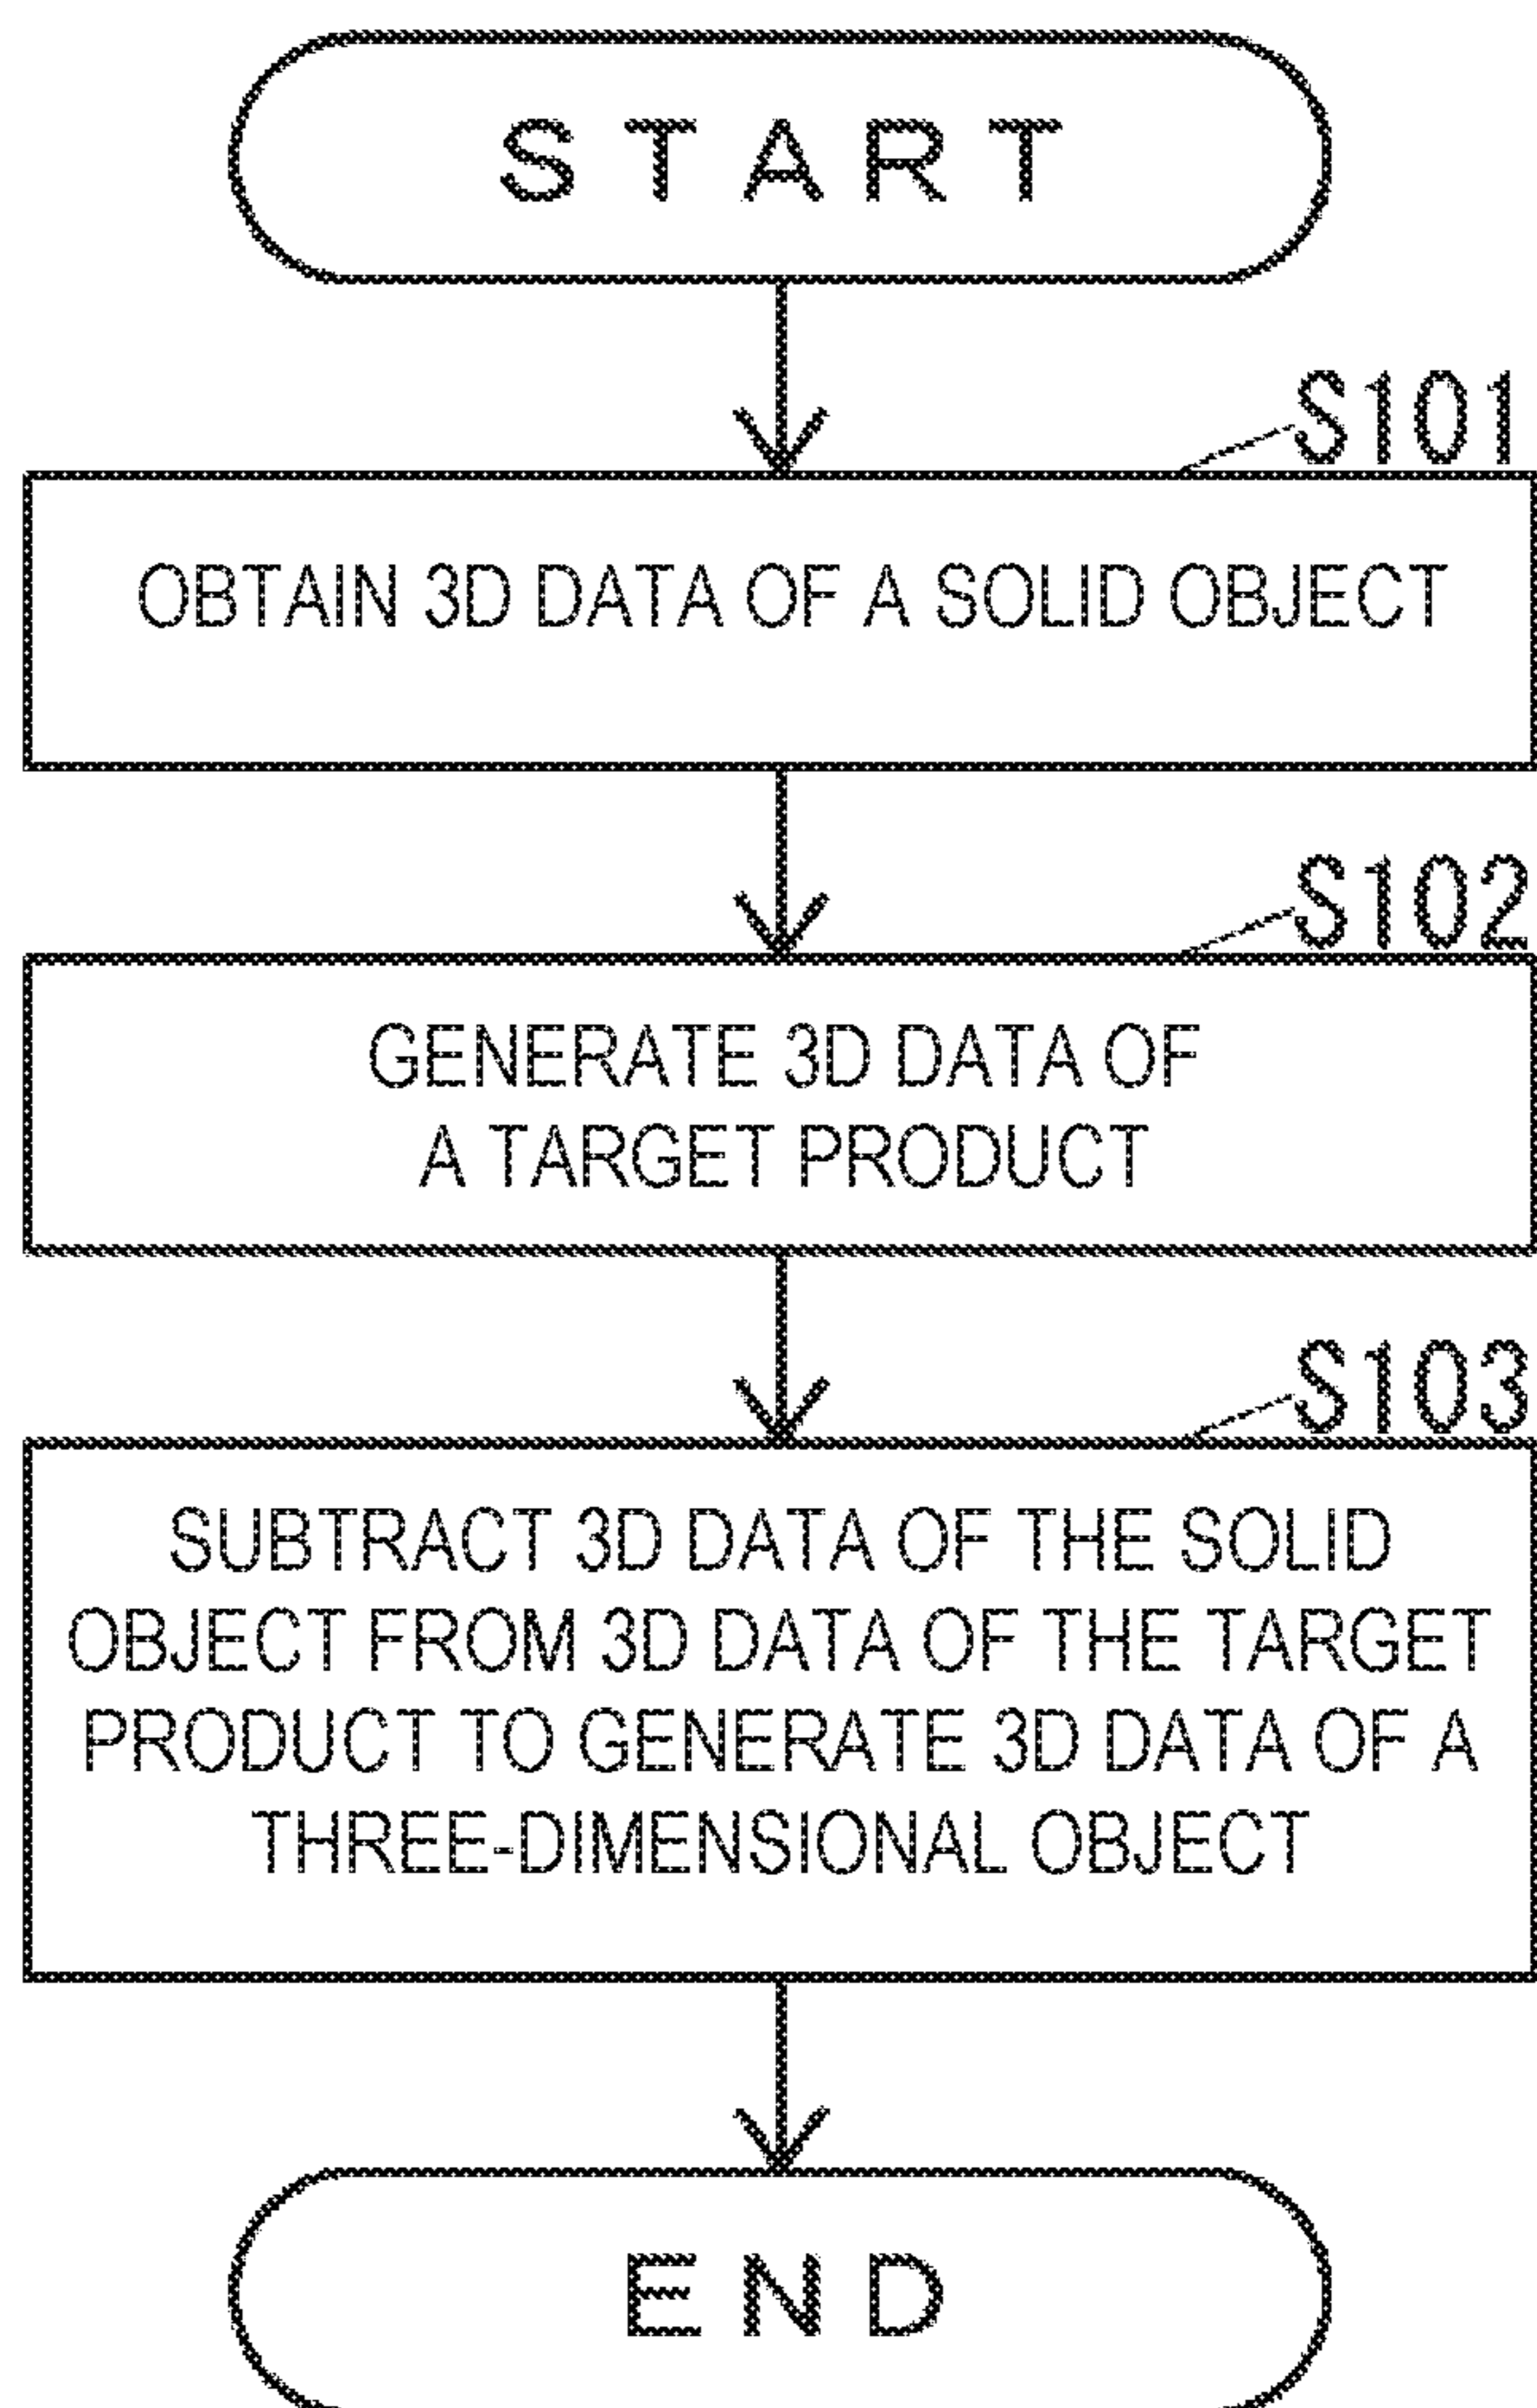 START
S101
OBTAIN 3D DATA OF A SOLID OBJECT
S102
GENERATE 3D DATA OF
A TARGET PRODUCT
S103
SUBTRACT 3D DATA OF THE SOLID
OBJECT FROM 3D DATA OF THE TARGET
PRODUCT TO GENERATE 3D DATA OF A
THREE-DIMENSIONAL OBJECT
END